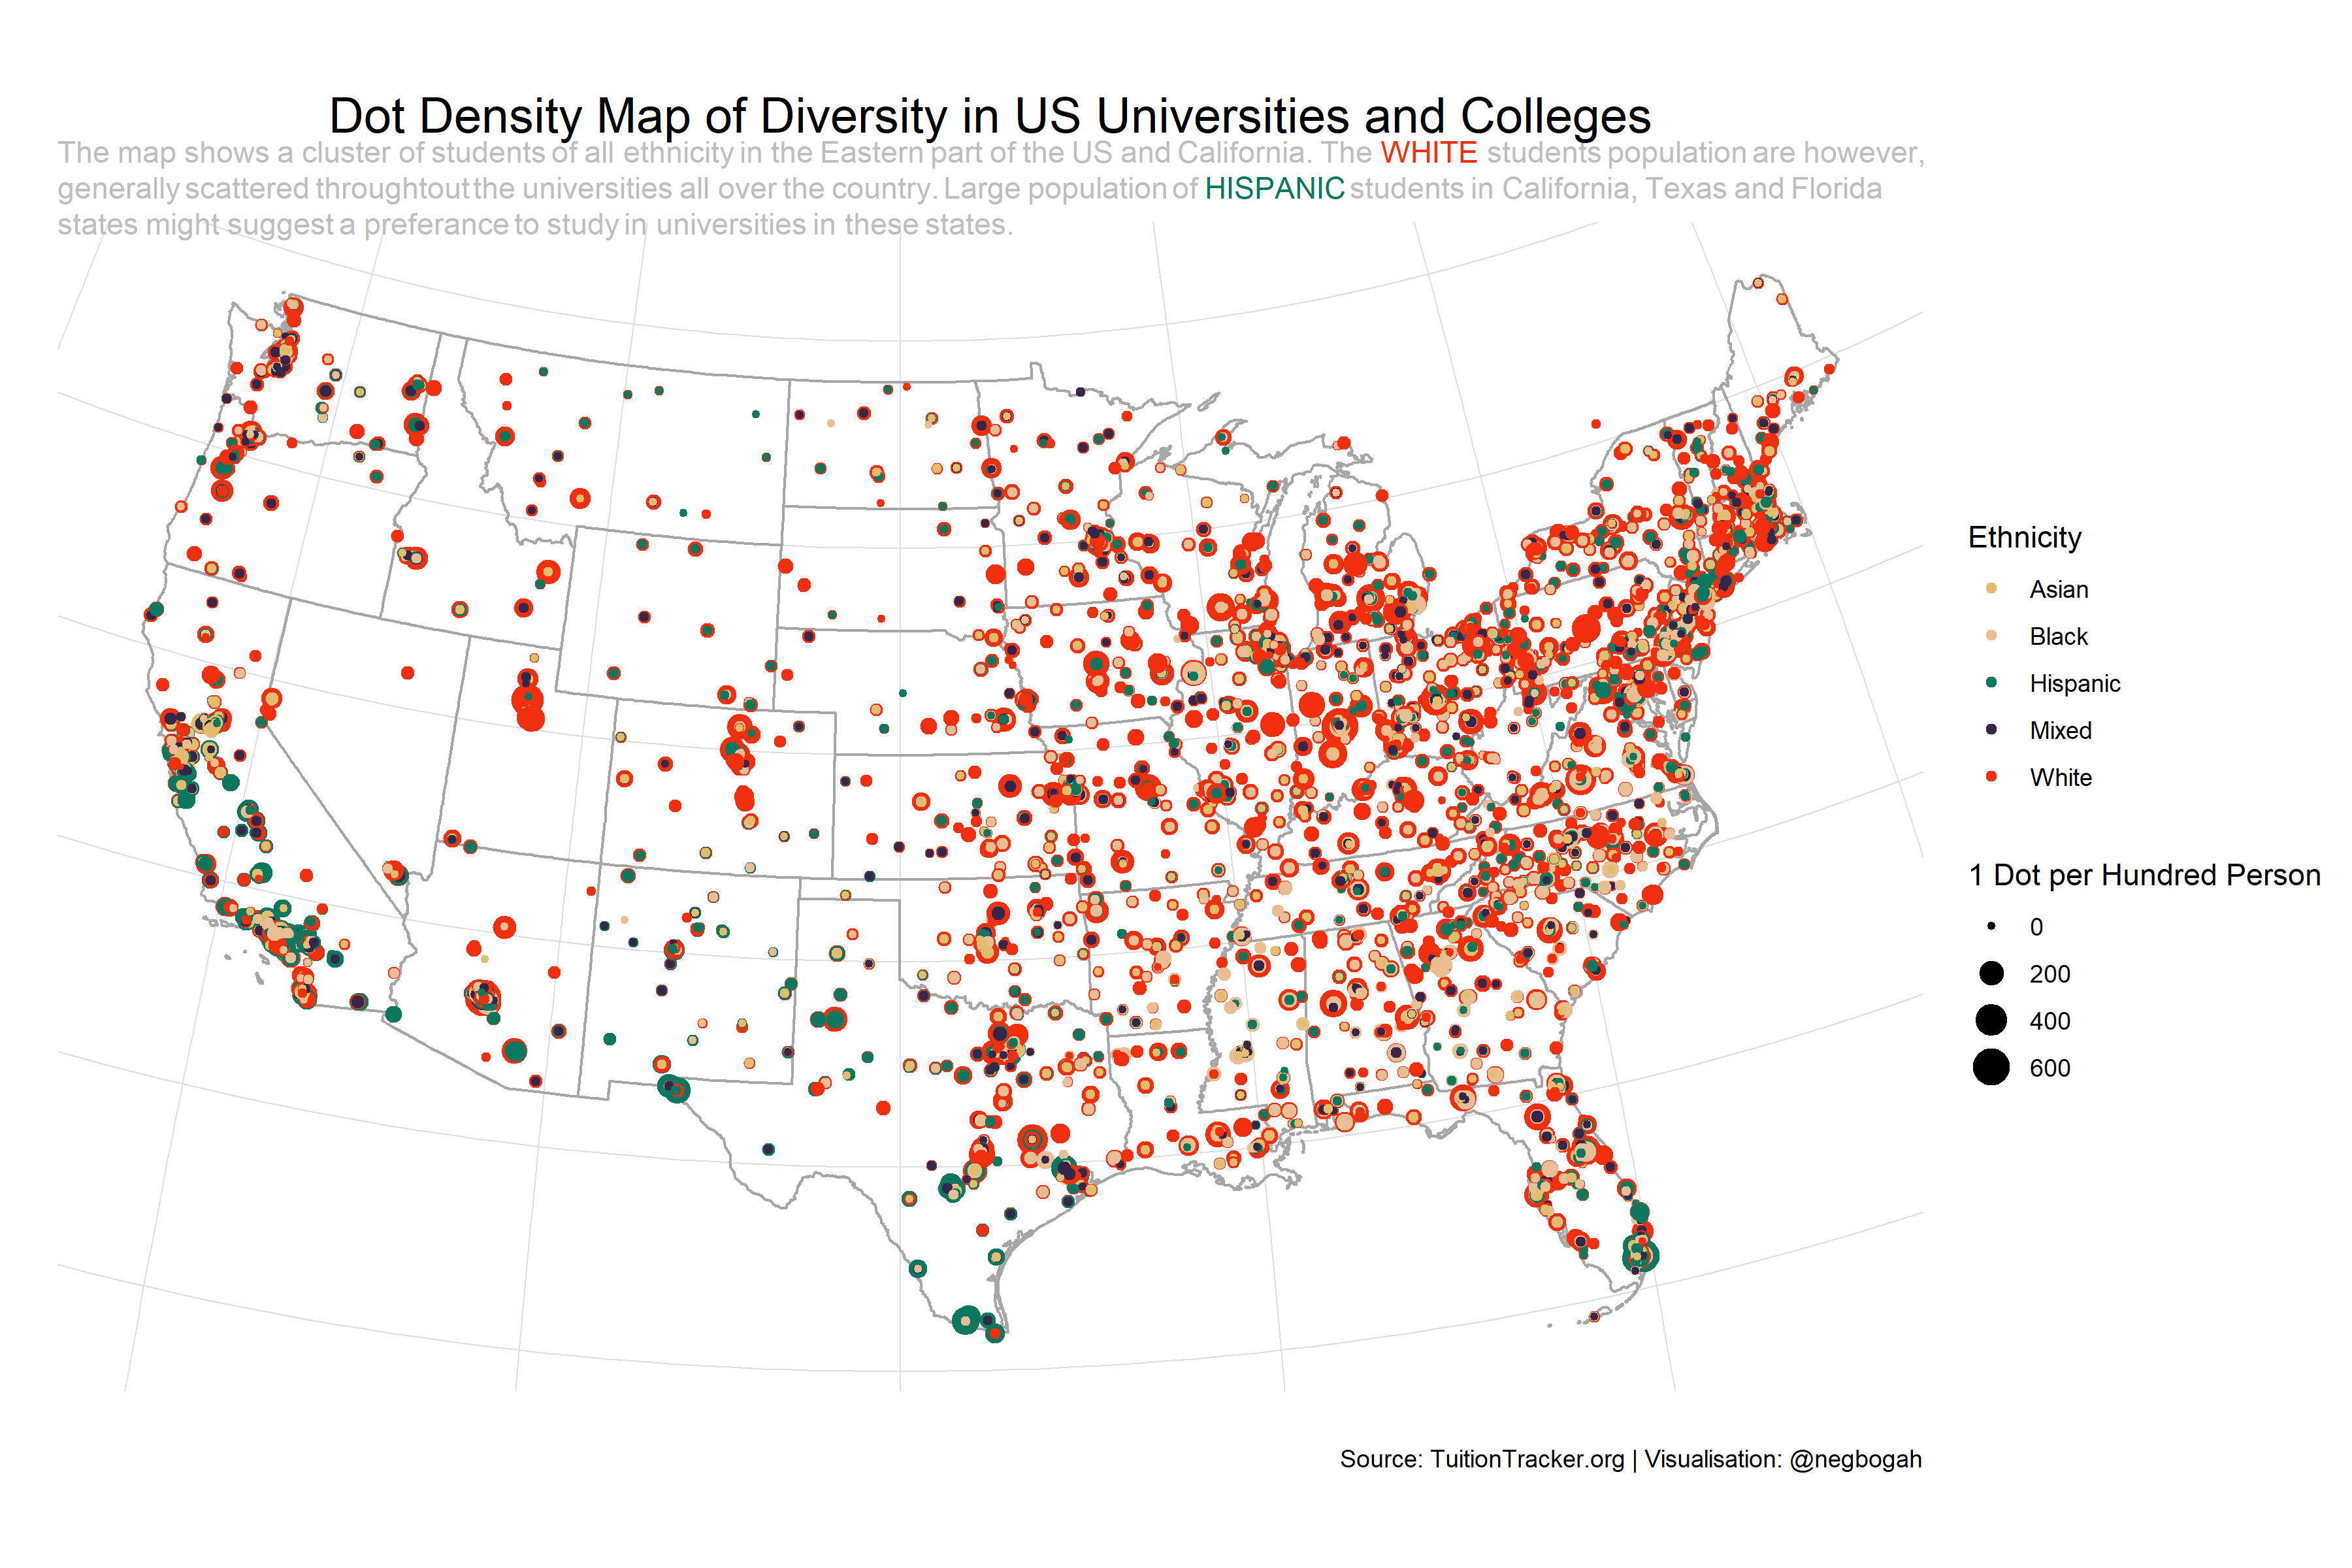 Dot Density Map of Diversity in US Universities and Colleges
The map shows a cluster of students of all ethnicity in the Eastern part of the US and California. The WHITE students population are however,
generally scattered throughtout the universities all over the country. Large population of HISPANIC students in California, Texas and Florida
states might suggest a preferance to study in universities in these states.
Ethnicity
Asian
Black
Hispanic
Mixed
White
1 Dot per Hundred Person
0
200
400
600
Source: TuitionTracker.org | Visualisation: @negbogah